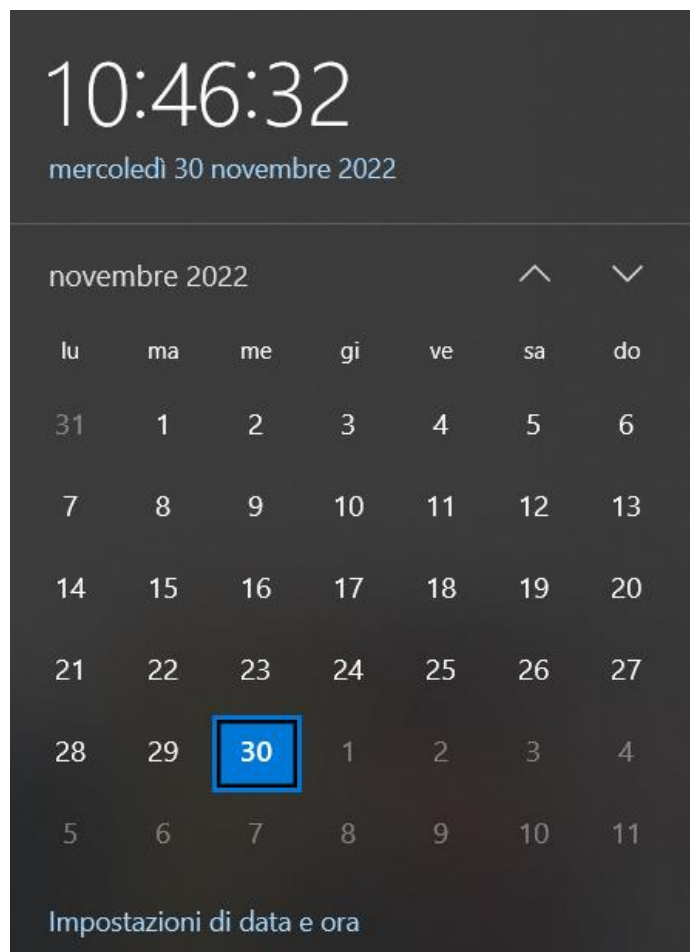 10:46:32
mercoledì 30 novembre 2022
novembre 2022
lu ma me gi ve sa do
31 1 2 3 4 5 6
7 8 9 10 11 12 13
14 15 16 17 18 19 20
21 22 23 24 25 26 27
28 29 30 1 2 3 4
5 6 7 8 9 10 11
Impostazioni di data e ora